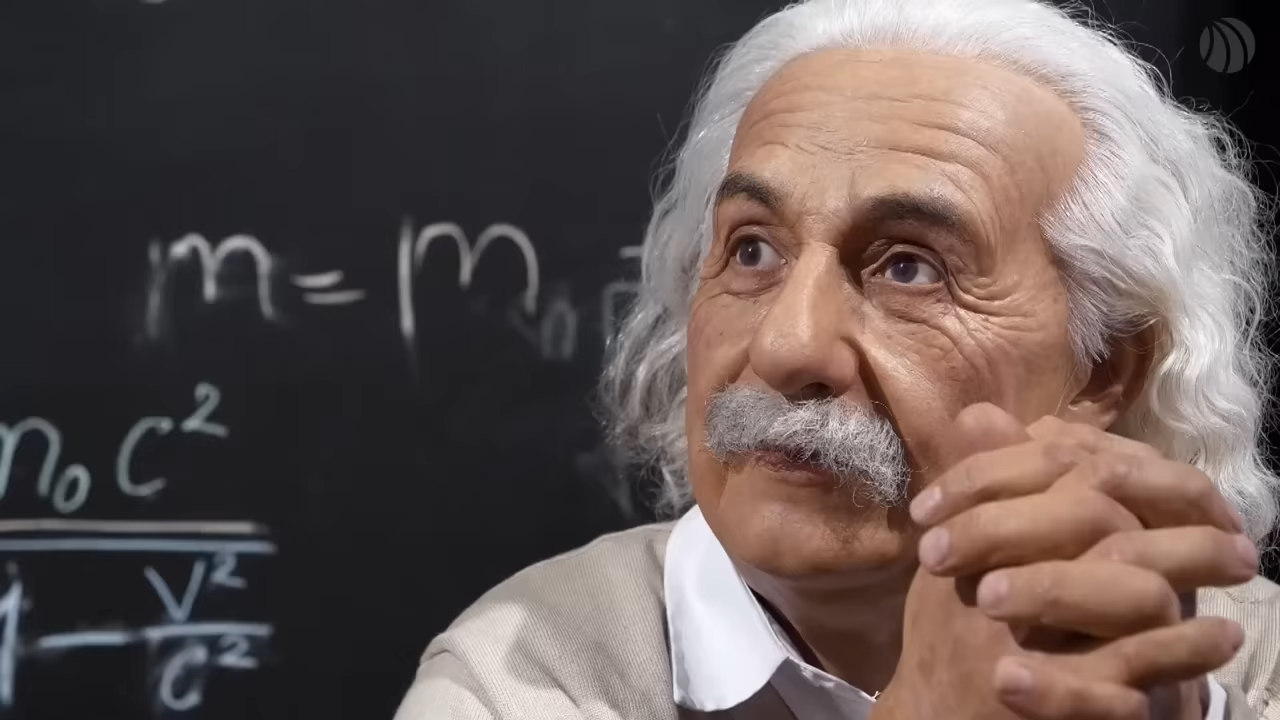 m = m₀
m₀c²
1 - v²/c²